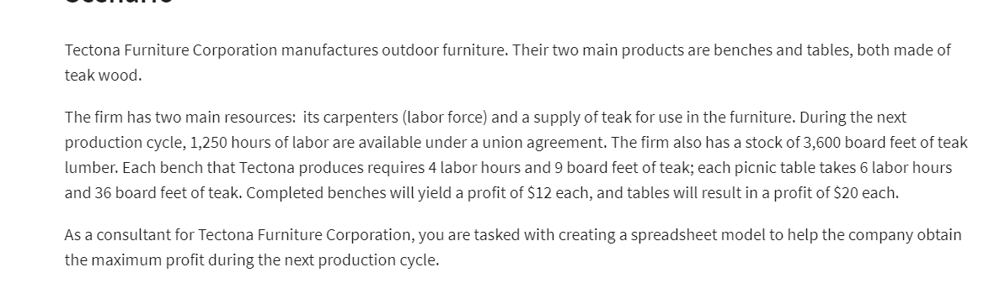 Scenario
Tectona Furniture Corporation manufactures outdoor furniture. Their two main products are benches and tables, both made of
teak wood.
The firm has two main resources:  its carpenters (labor force) and a supply of teak for use in the furniture. During the next
production cycle, 1,250 hours of labor are available under a union agreement. The firm also has a stock of 3,600 board feet of teak
lumber. Each bench that Tectona produces requires 4 labor hours and 9 board feet of teak; each picnic table takes 6 labor hours
and 36 board feet of teak. Completed benches will yield a profit of $12 each, and tables will result in a profit of $20 each.
As a consultant for Tectona Furniture Corporation, you are tasked with creating a spreadsheet model to help the company obtain
the maximum profit during the next production cycle.